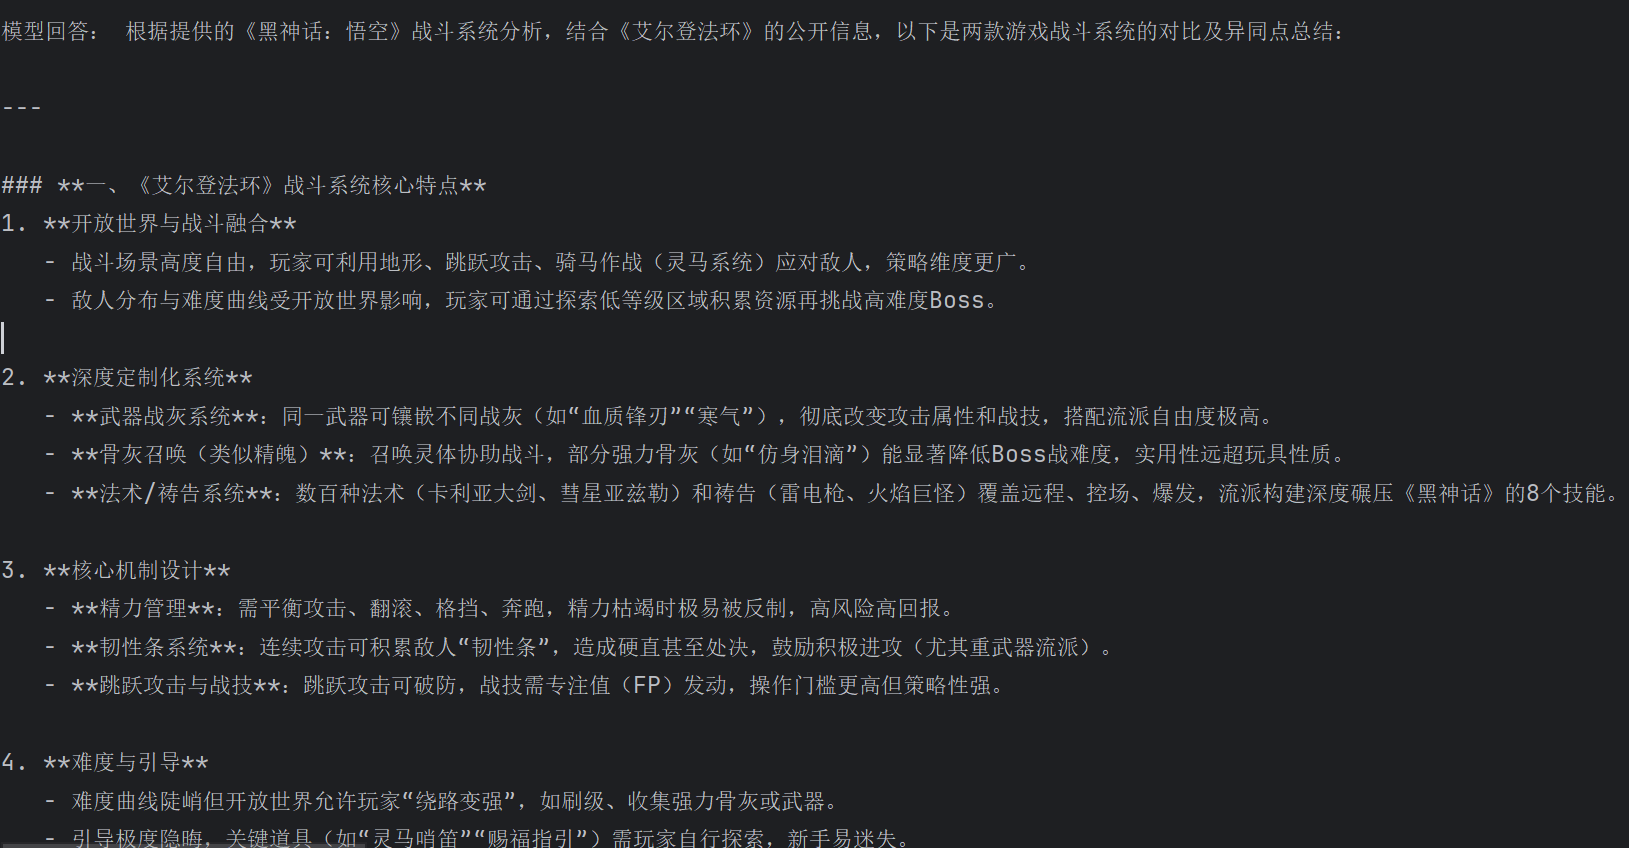 模型回答： 根据提供的《黑神话：悟空》战斗系统分析，结合《艾尔登法环》的公开信息，以下是两款游戏战斗系统的对比及异同点总结：
---
### **一、《艾尔登法环》战斗系统核心特点**
1. **开放世界与战斗融合**
- 战斗场景高度自由，玩家可利用地形、跳跃攻击、骑马作战（灵马系统）应对敌人，策略维度更广。
- 敌人分布与难度曲线受开放世界影响，玩家可通过探索低等级区域积累资源再挑战高难度Boss。
2. **深度定制化系统**
- **武器战灰系统**：同一武器可镶嵌不同战灰（如“血质锋刃”“寒气”），彻底改变攻击属性和战技，搭配流派自由度极高。
- **骨灰召唤（类似精魄）**：召唤灵体协助战斗，部分强力骨灰（如“仿身泪滴”）能显著降低Boss战难度，实用性远超玩具性质。
- **法术/祷告系统**：数百种法术（卡利亚大剑、彗星亚兹勒）和祷告（雷电枪、火焰巨怪）覆盖远程、控场、爆发，流派构建深度碾压《黑神话》的8个技能。
3. **核心机制设计**
- **精力管理**：需平衡攻击、翻滚、格挡、奔跑，精力枯竭时极易被反制，高风险高回报。
- **韧性条系统**：连续攻击可积累敌人“韧性条”，造成硬直甚至处决，鼓励积极进攻（尤其重武器流派）。
- **跳跃攻击与战技**：跳跃攻击可破防，战技需专注值（FP）发动，操作门槛更高但策略性强。
4. **难度与引导**
- 难度曲线陡峭但开放世界允许玩家“绕路变强”，如刷级、收集强力骨灰或武器。
- 引导极度隐晦，关键道具（如“灵马哨笛”“赐福指引”）需玩家自行探索，新手易迷失。